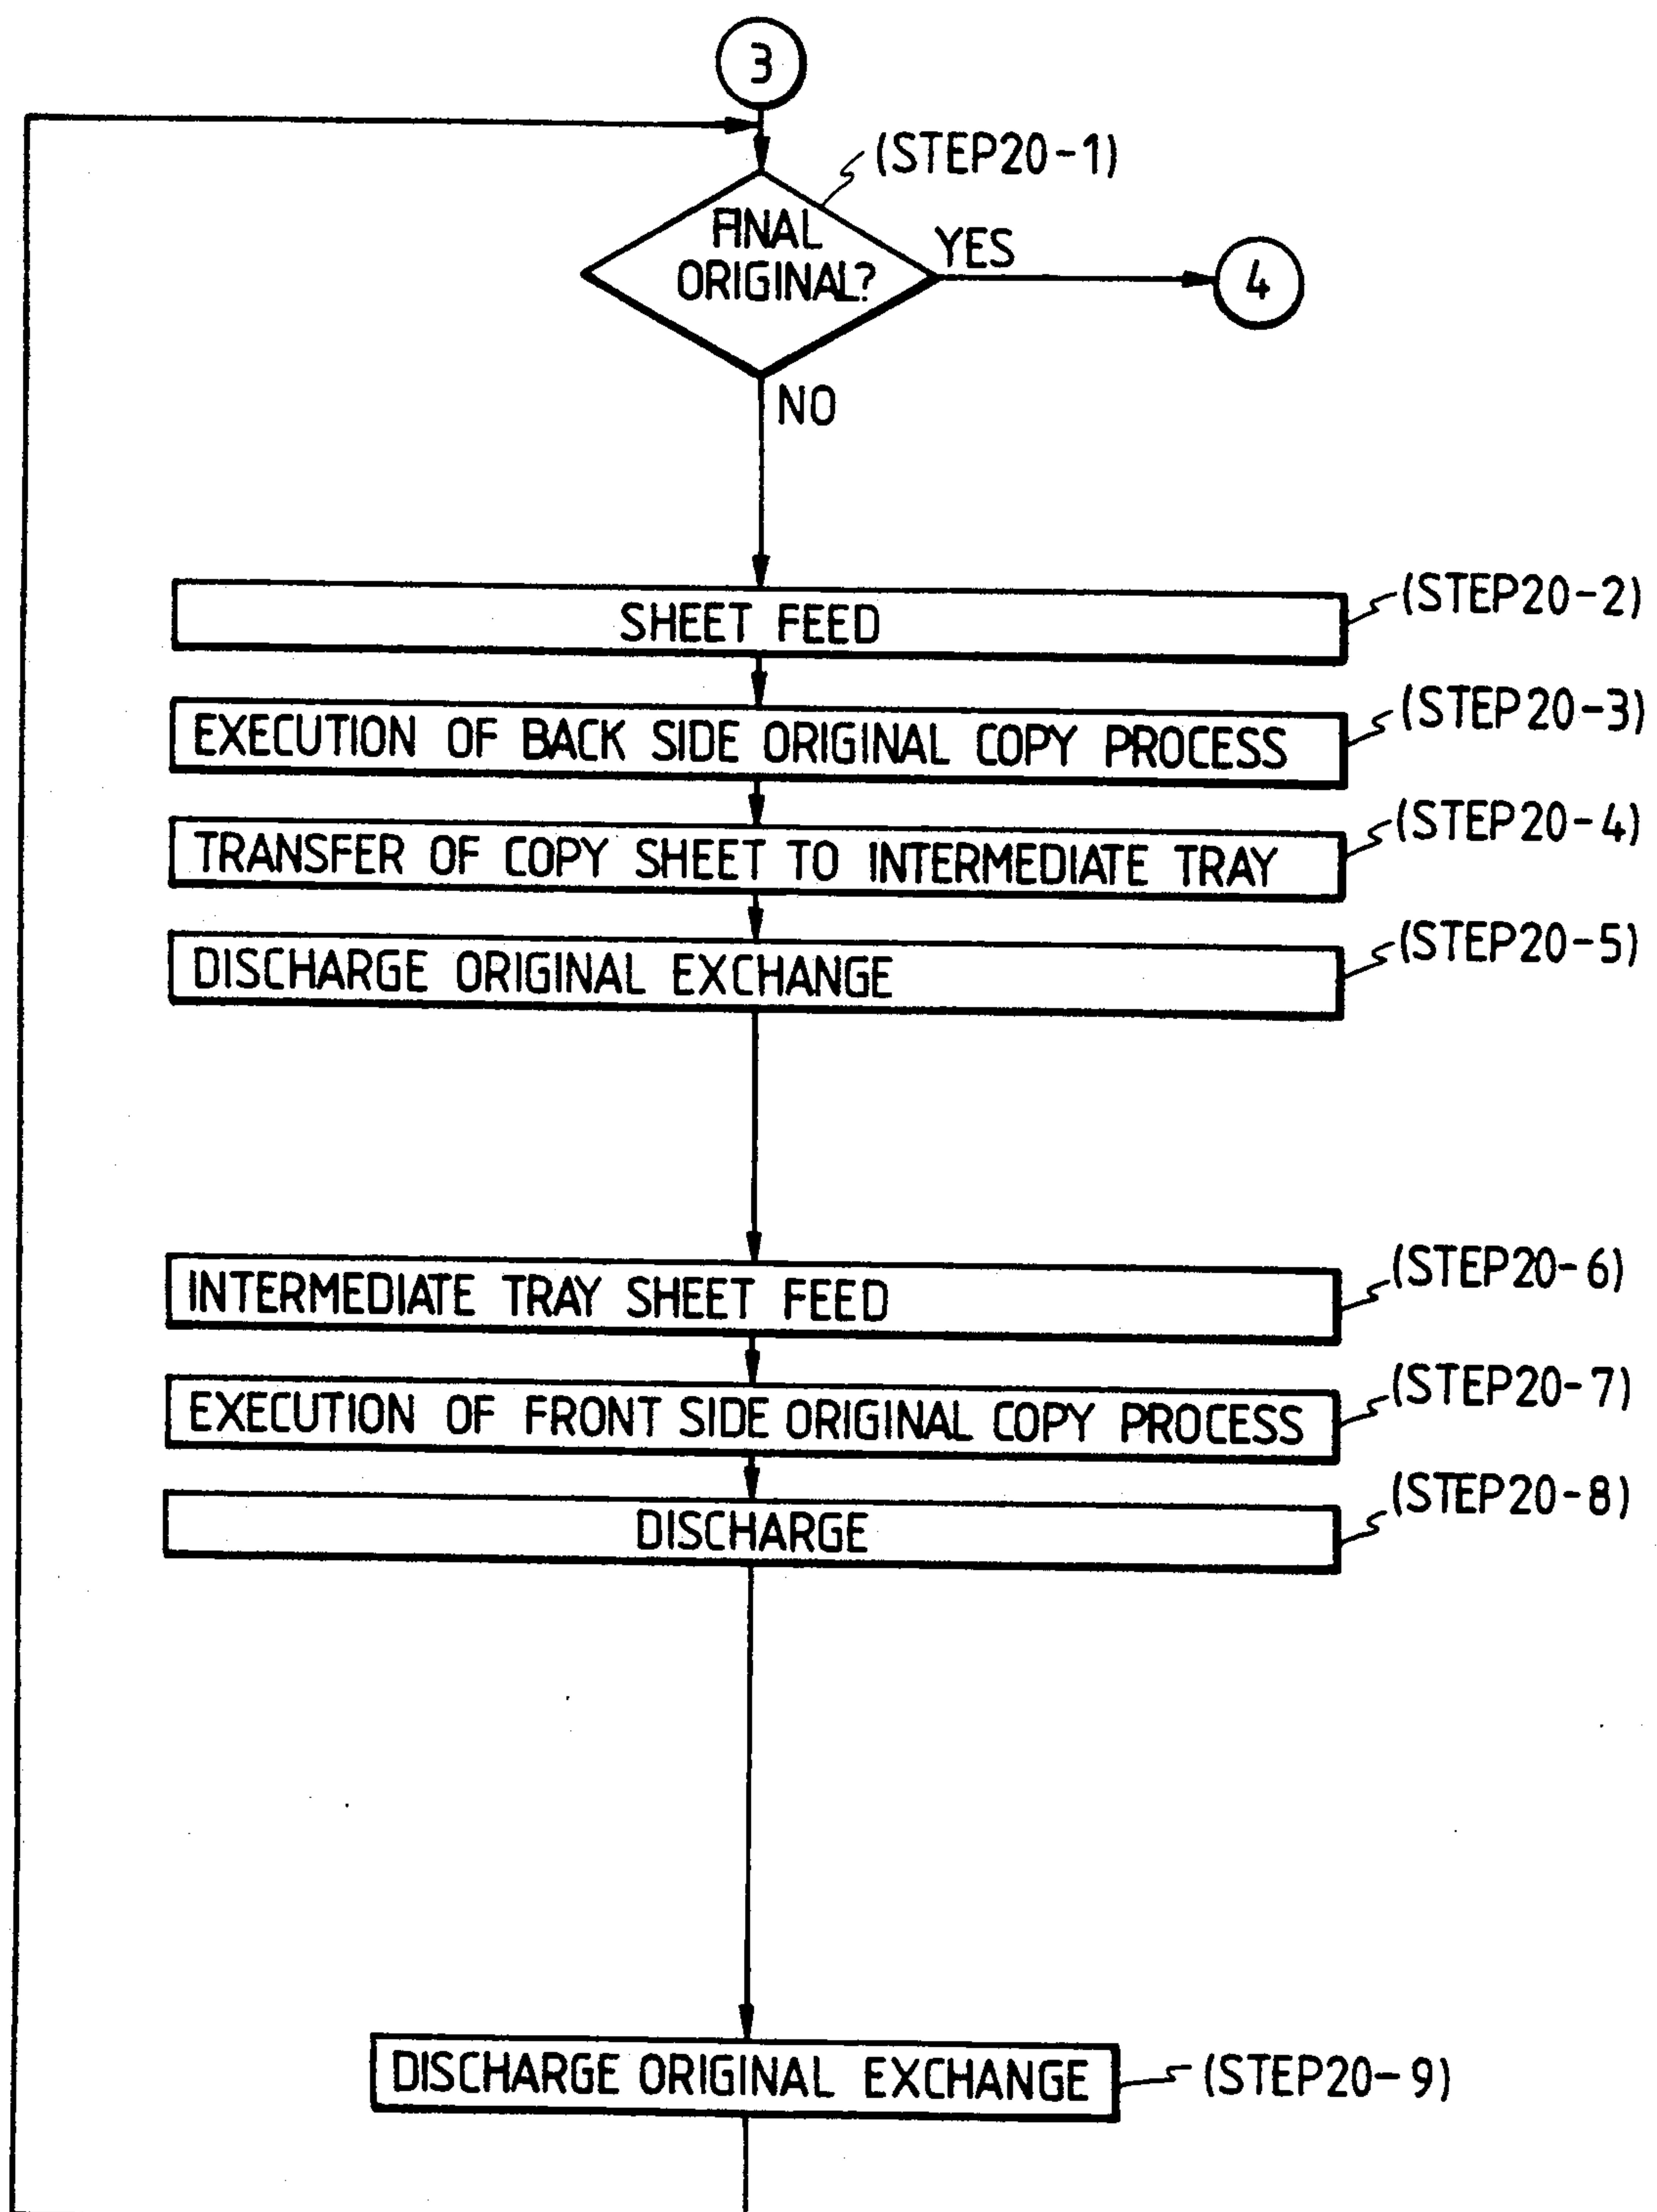 3
(STEP20-1)
FINAL
ORIGINAL?
YES
4
NO
SHEET FEED
(STEP20-2)
EXECUTION OF BACK SIDE ORIGINAL COPY PROCESS
(STEP20-3)
TRANSFER OF COPY SHEET TO INTERMEDIATE TRAY
(STEP20-4)
DISCHARGE ORIGINAL EXCHANGE
(STEP20-5)
INTERMEDIATE TRAY SHEET FEED
(STEP20-6)
EXECUTION OF FRONT SIDE ORIGINAL COPY PROCESS
(STEP20-7)
DISCHARGE
(STEP20-8)
DISCHARGE ORIGINAL EXCHANGE
(STEP20-9)